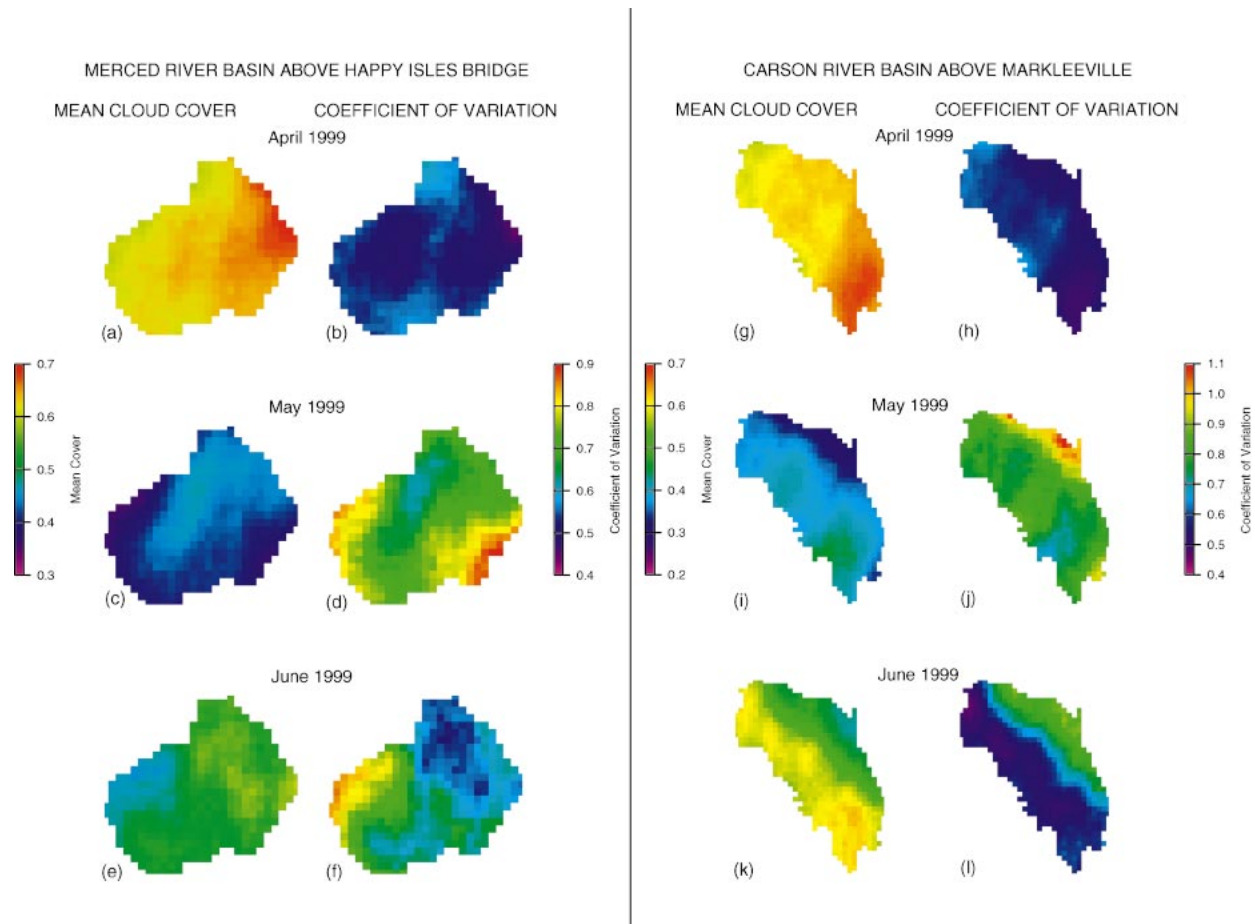 MERCED RIVER BASIN ABOVE HAPPY ISLES BRIDGE
MEAN CLOUD COVER
COEFFICIENT OF VARIATION
April 1999
(a)
(b)
0.7
0.6
0.5
0.4
0.3
Mean Cover
May 1999
0.9
0.8
0.7
0.6
0.5
0.4
Coefficient of Variation
(c)
(d)
June 1999
(e)
(f)
CARSON RIVER BASIN ABOVE MARKLEEVILLE
MEAN CLOUD COVER
COEFFICIENT OF VARIATION
April 1999
(g)
(h)
0.7
0.6
0.5
0.4
0.3
0.2
Mean Cover
May 1999
1.1
1.0
0.9
0.8
0.7
0.6
0.5
0.4
Coefficient of Variation
(i)
(j)
June 1999
(k)
(l)